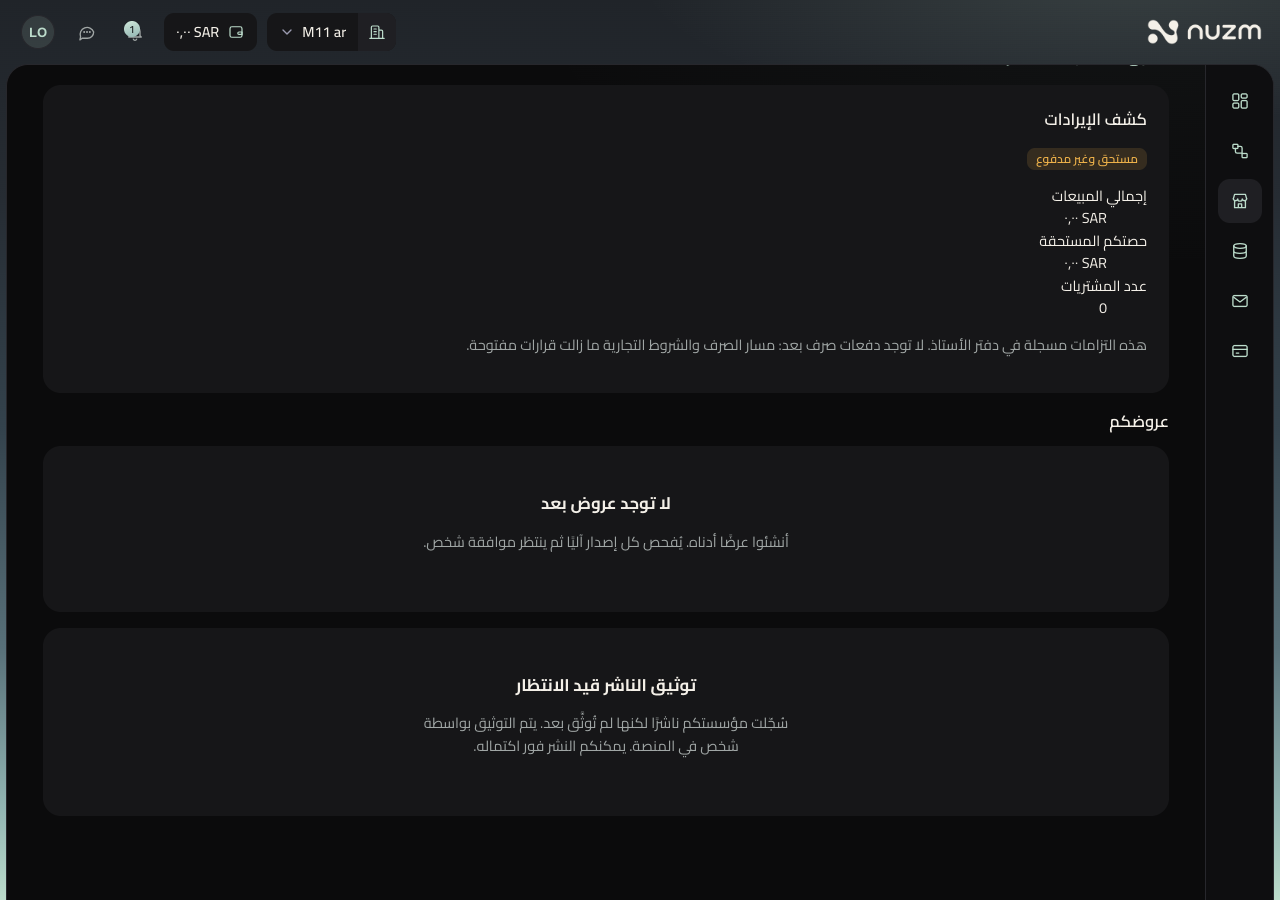 nuzm
M11 ar
٠,٠٠ SAR
1
LO
كشف الإيرادات
مستحق وغير مدفوع
إجمالي المبيعات
٠,٠٠ SAR
حصتكم المستحقة
٠,٠٠ SAR
عدد المشتريات
0
هذه التزامات مسجلة في دفتر الأستاذ. لا توجد دفعات صرف بعد: مسار الصرف والشروط التجارية ما زالت قرارات مفتوحة.
عروضكم
لا توجد عروض بعد
أنشئوا عرضًا أدناه. يُفحص كل إصدار آليًا ثم ينتظر موافقة شخص.
توثيق الناشر قيد الانتظار
سُجّلت مؤسستكم ناشرًا لكنها لم تُوثَّق بعد. يتم التوثيق بواسطة
شخص في المنصة. يمكنكم النشر فور اكتماله.